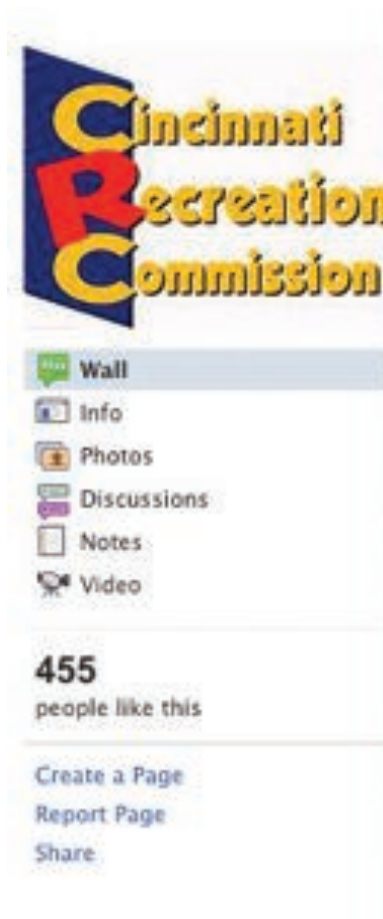 Cincinnati
Recreation
Commission
Wall
Info
Photos
Discussions
Notes
Video
455
people like this
Create a Page
Report Page
Share